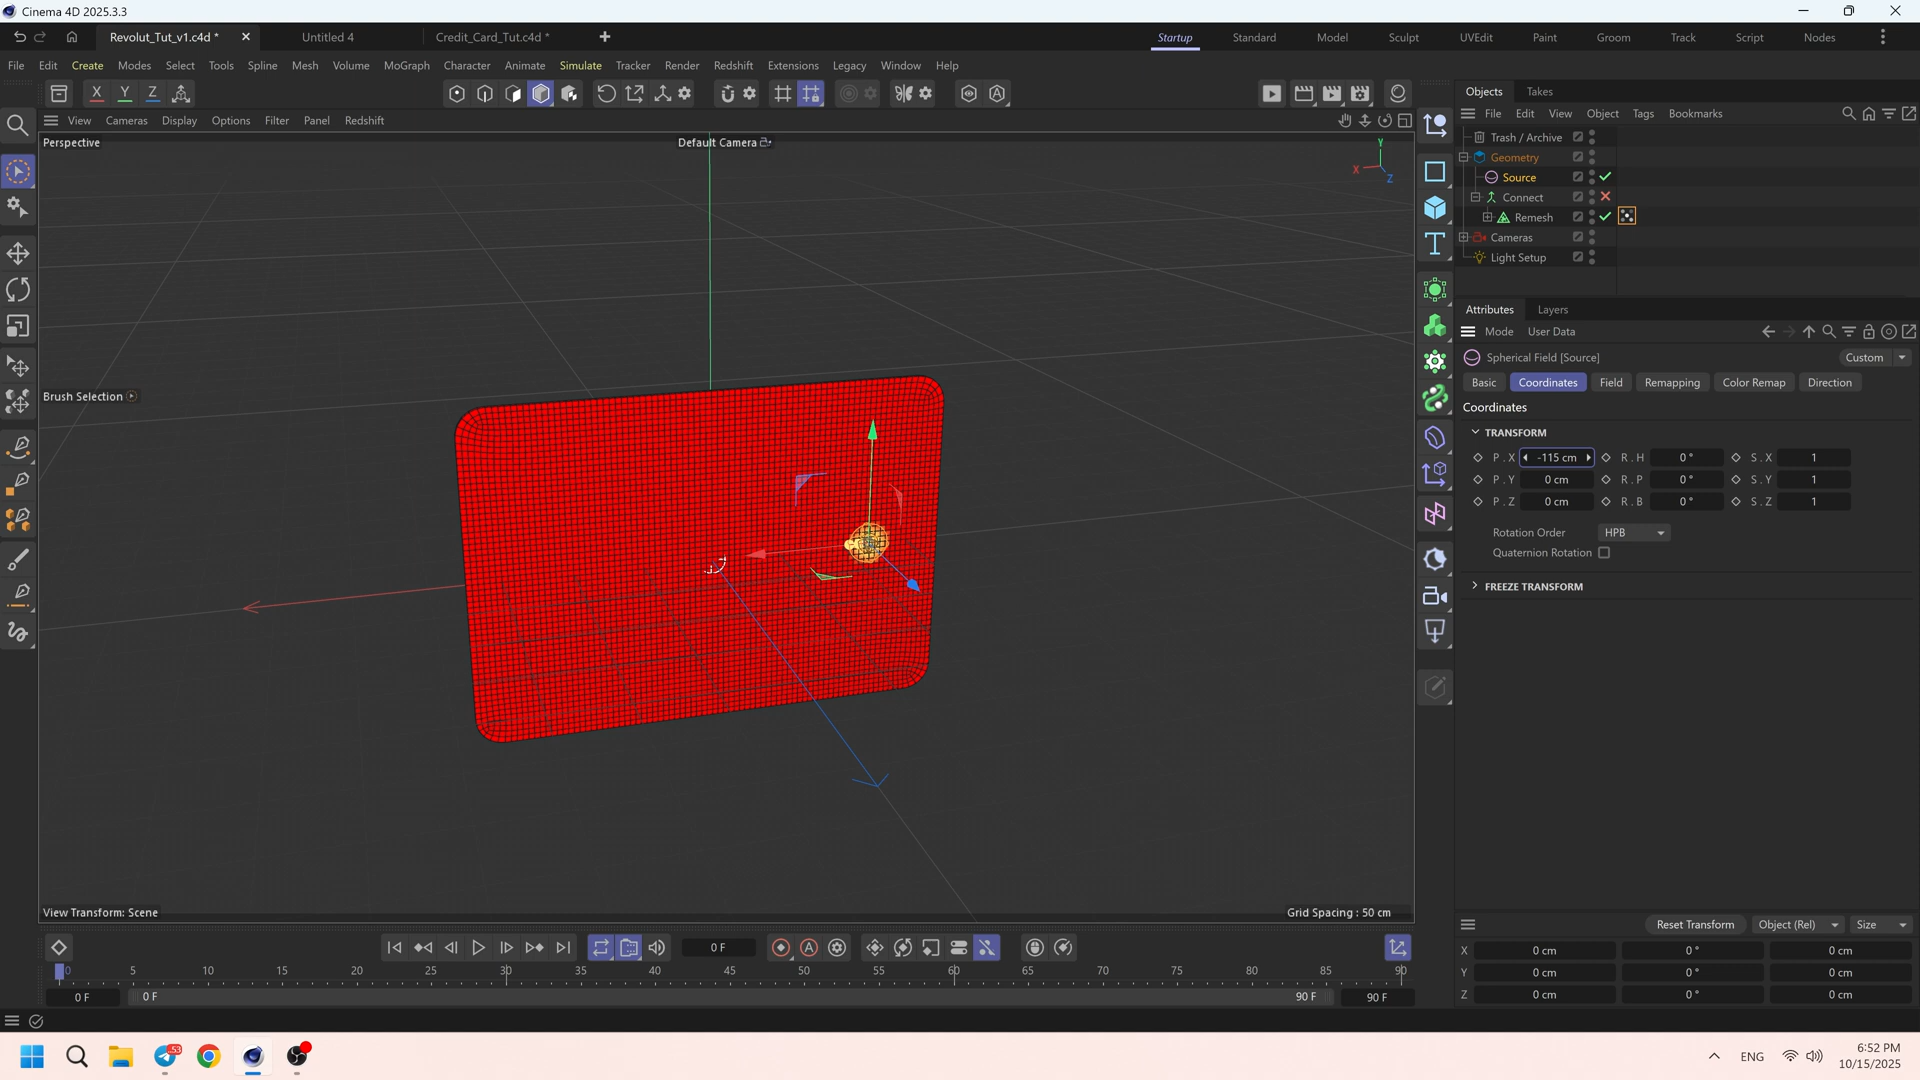 Cinema 4D 2025.3.3
Revolut_Tut_v1.c4d *
Untitled 4
Credit_Card_Tut.c4d *
Startup
Standard
Model
Sculpt
UVEdit
Paint
Groom
Track
Script
Nodes
File Edit Create Modes Select Tools Spline Mesh Volume MoGraph Character Animate Simulate Tracker Render Redshift Extensions Legacy Window Help
X Y Z
View Cameras Display Options Filter Panel Redshift
Perspective
Default Camera
Y
X
Z
Brush Selection
View Transform: Scene
Grid Spacing : 50 cm
Objects Takes
File Edit View Object Tags Bookmarks
Trash / Archive
Geometry
Source
Connect
Remesh
Cameras
Light Setup
Attributes Layers
Mode User Data
Spherical Field [Source]
Custom
Basic Coordinates Field Remapping Color Remap Direction
Coordinates
TRANSFORM
P . X -115 cm R . H 0 ° S . X 1
P . Y 0 cm R . P 0 ° S . Y 1
P . Z 0 cm R . B 0 ° S . Z 1
Rotation Order HPB
Quaternion Rotation
FREEZE TRANSFORM
Reset Transform Object (Rel) Size
X 0 cm 0 ° 0 cm
Y 0 cm 0 ° 0 cm
Z 0 cm 0 ° 0 cm
0 F
0 5 10 15 20 25 30 35 40 45 50 55 60 65 70 75 80 85 90
0 F 0 F 90 F 90 F
53
ENG
6:52 PM
10/15/2025